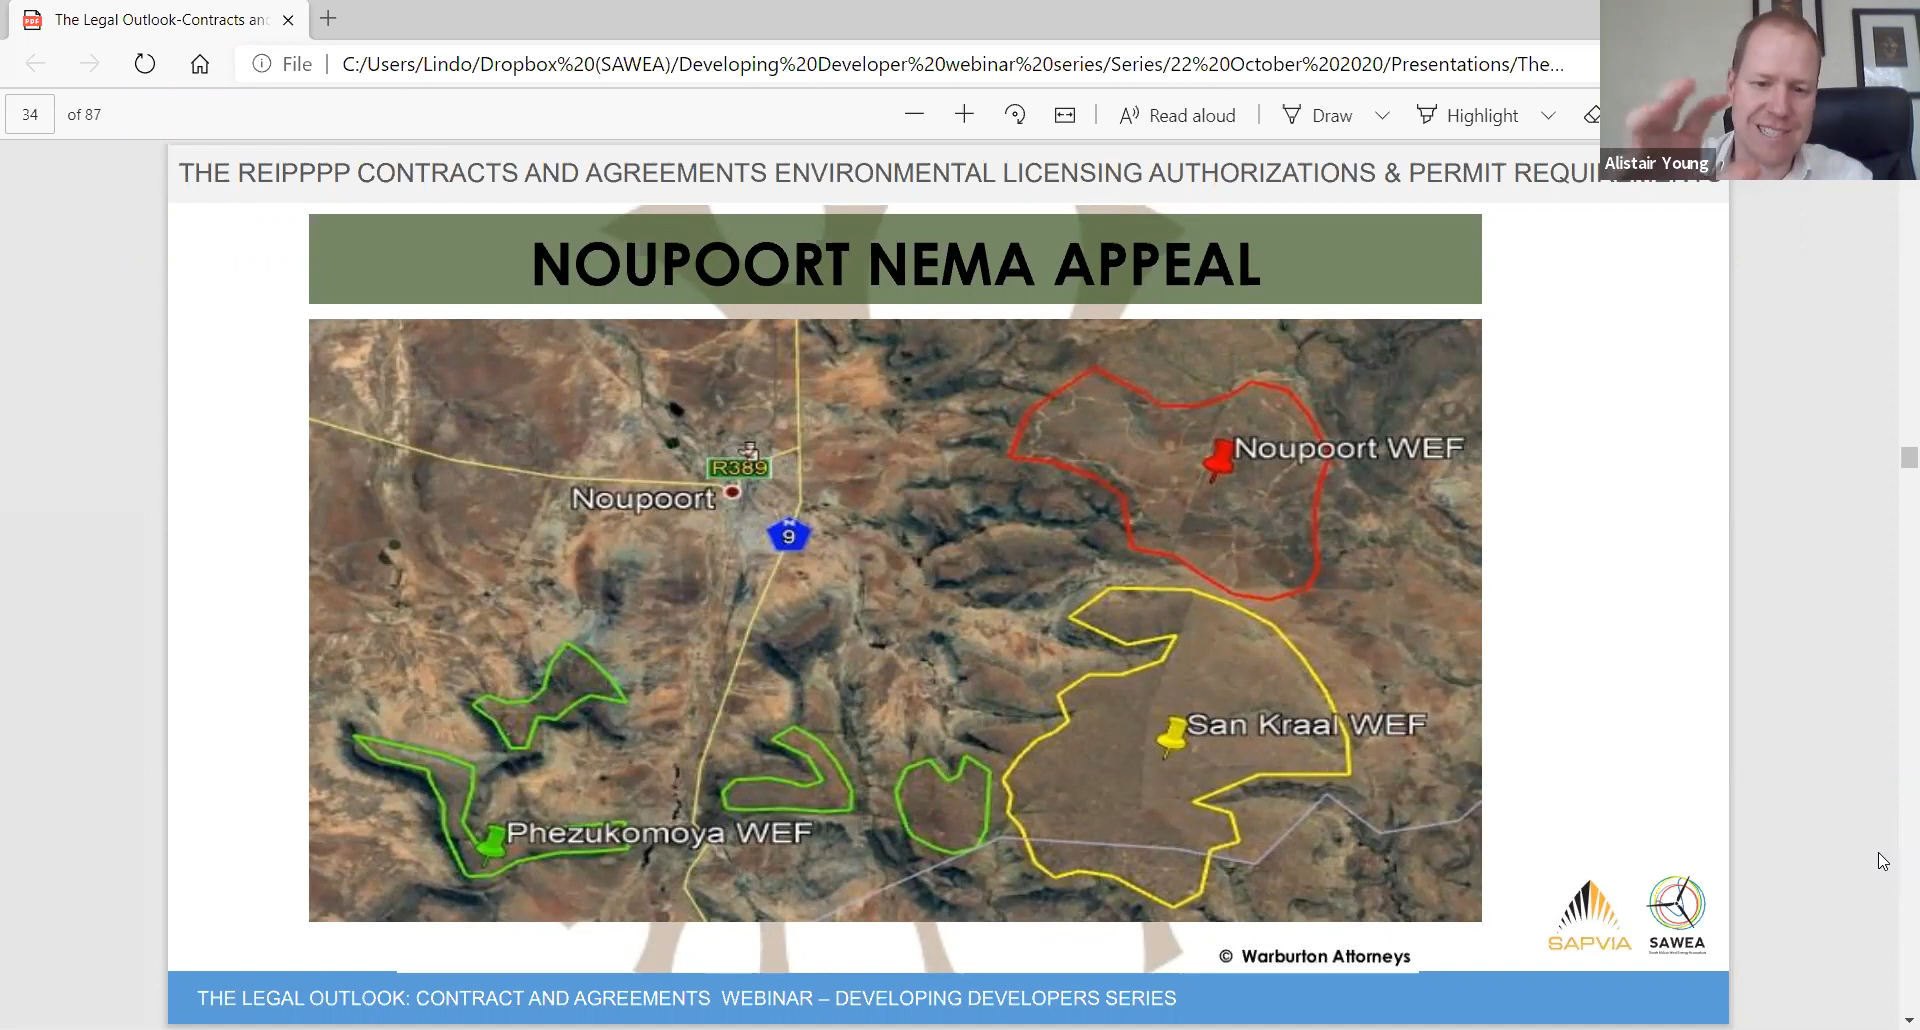 The Legal Outlook-Contracts and
File
C:/Users/Lindo/Dropbox%20(SAWEA)/Developing%20Developer%20webinar%20series/Series/22%20October%202020/Presentations/The...
34 of 87
Read aloud
Draw
Highlight
Alistair Young
THE REIPPPP CONTRACTS AND AGREEMENTS ENVIRONMENTAL LICENSING AUTHORIZATIONS & PERMIT REQUIREMENTS
NOUPOORT NEMA APPEAL
Noupoort WEF
R389
Noupoort
N
9
San Kraal WEF
Phezukomoya WEF
SAPVIA
SAWEA
© Warburton Attorneys
THE LEGAL OUTLOOK: CONTRACT AND AGREEMENTS WEBINAR – DEVELOPING DEVELOPERS SERIES